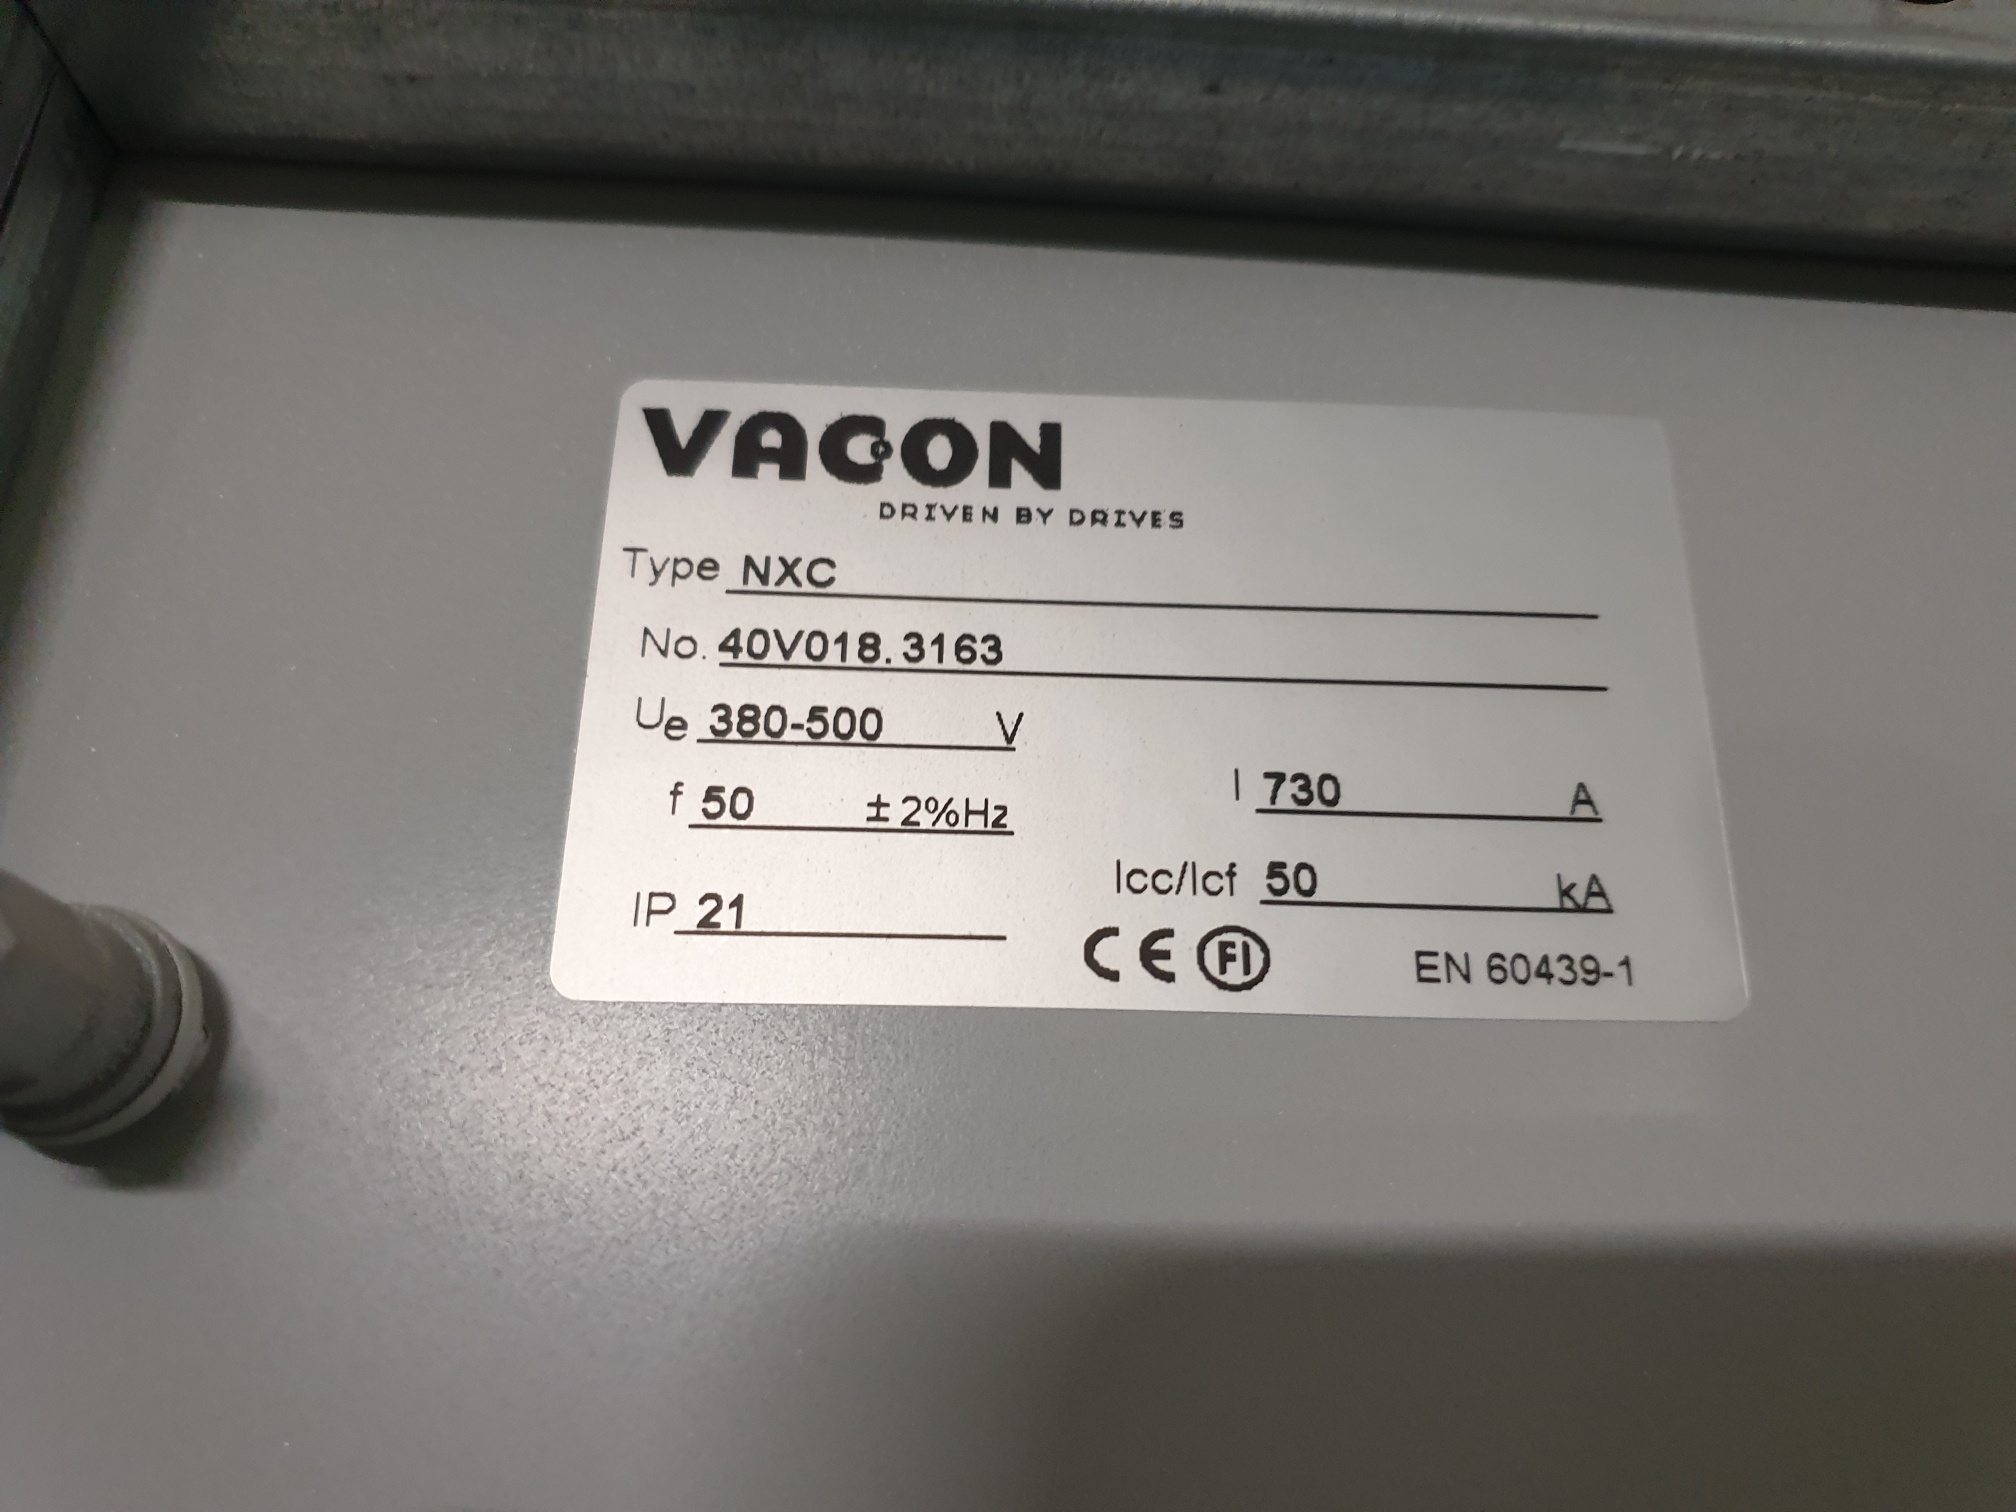 VACON
DRIVEN BY DRIVES
Type NXC
No. 40V018.3163
Ue 380-500 V
f 50 ±2%Hz I 730 A
Icc/Icf 50 kA
IP 21
CE FI EN 60439-1